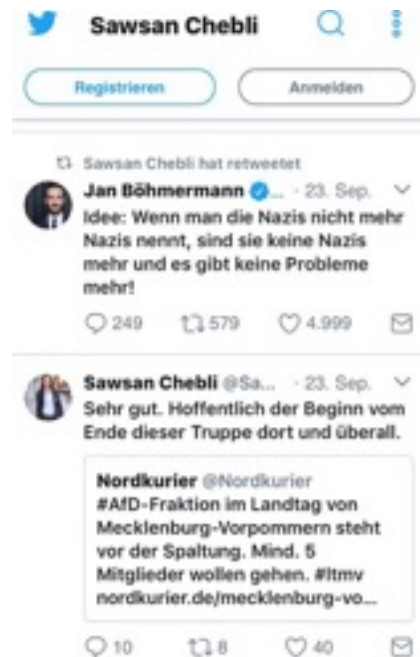 Sawsan Chebli
Registrieren
Anmelden
Sawsan Chebli hat retweetet
Jan Böhmermann ... · 23. Sep.
Idee: Wenn man die Nazis nicht mehr
Nazis nennt, sind sie keine Nazis
mehr und es gibt keine Probleme
mehr!
249 579 4.999
Sawsan Chebli @Sa... · 23. Sep.
Sehr gut. Hoffentlich der Beginn vom
Ende dieser Truppe dort und überall.
Nordkurier @Nordkurier
#AfD-Fraktion im Landtag von
Mecklenburg-Vorpommern steht
vor der Spaltung. Mind. 5
Mitglieder wollen gehen. #ltmv
nordkurier.de/mecklenburg-vo...
10 8 40